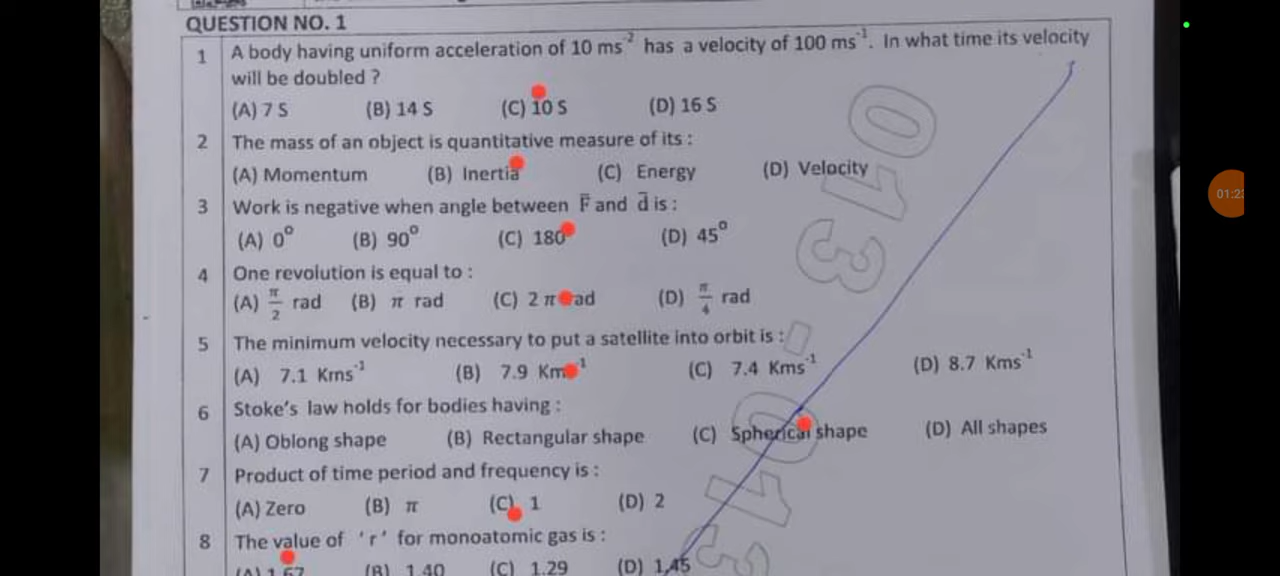 QUESTION NO. 1
1 A body having uniform acceleration of 10 ms⁻² has a velocity of 100 ms⁻¹. In what time its velocity
will be doubled ?
(A) 7 S (B) 14 S (C) 10 S (D) 16 S
2 The mass of an object is quantitative measure of its :
(A) Momentum (B) Inertia (C) Energy (D) Velocity
3 Work is negative when angle between F̄ and d̄ is :
(A) 0° (B) 90° (C) 180 (D) 45°
4 One revolution is equal to :
(A) π/2 rad (B) π rad (C) 2 π rad (D) π/4 rad
5 The minimum velocity necessary to put a satellite into orbit is :
(A) 7.1 Kms⁻¹ (B) 7.9 Kms⁻¹ (C) 7.4 Kms⁻¹ (D) 8.7 Kms⁻¹
6 Stoke's law holds for bodies having :
(A) Oblong shape (B) Rectangular shape (C) Spherical shape (D) All shapes
7 Product of time period and frequency is :
(A) Zero (B) π (C) 1 (D) 2
8 The value of 'r' for monoatomic gas is :
(A) 1.67 (B) 1.40 (C) 1.29 (D) 1.45
013
013